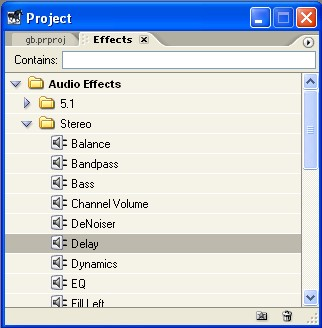 Project
gb.prproj Effects
Contains:
Audio Effects
5.1
Stereo
Balance
Bandpass
Bass
Channel Volume
DeNoiser
Delay
Dynamics
EQ
Fill Left